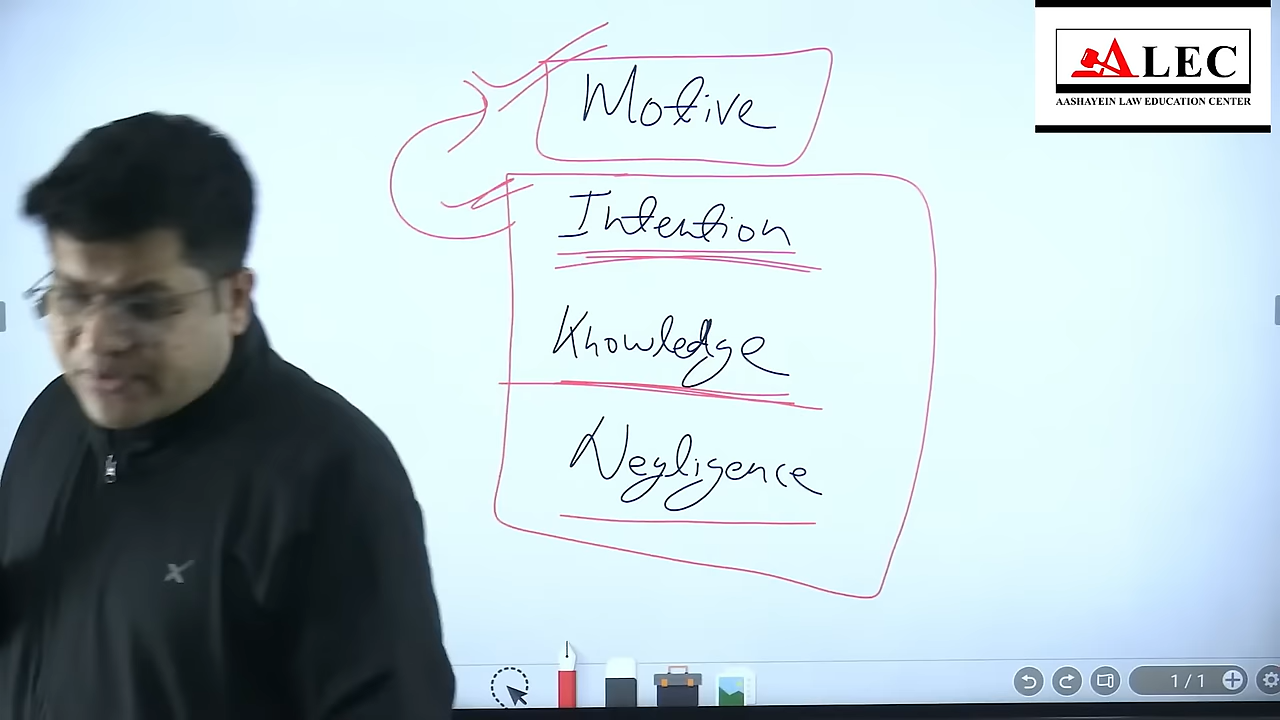 ALEC
AASHAYEIN LAW EDUCATION CENTER
Motive
Intention
Knowledge
Negligence
1/1